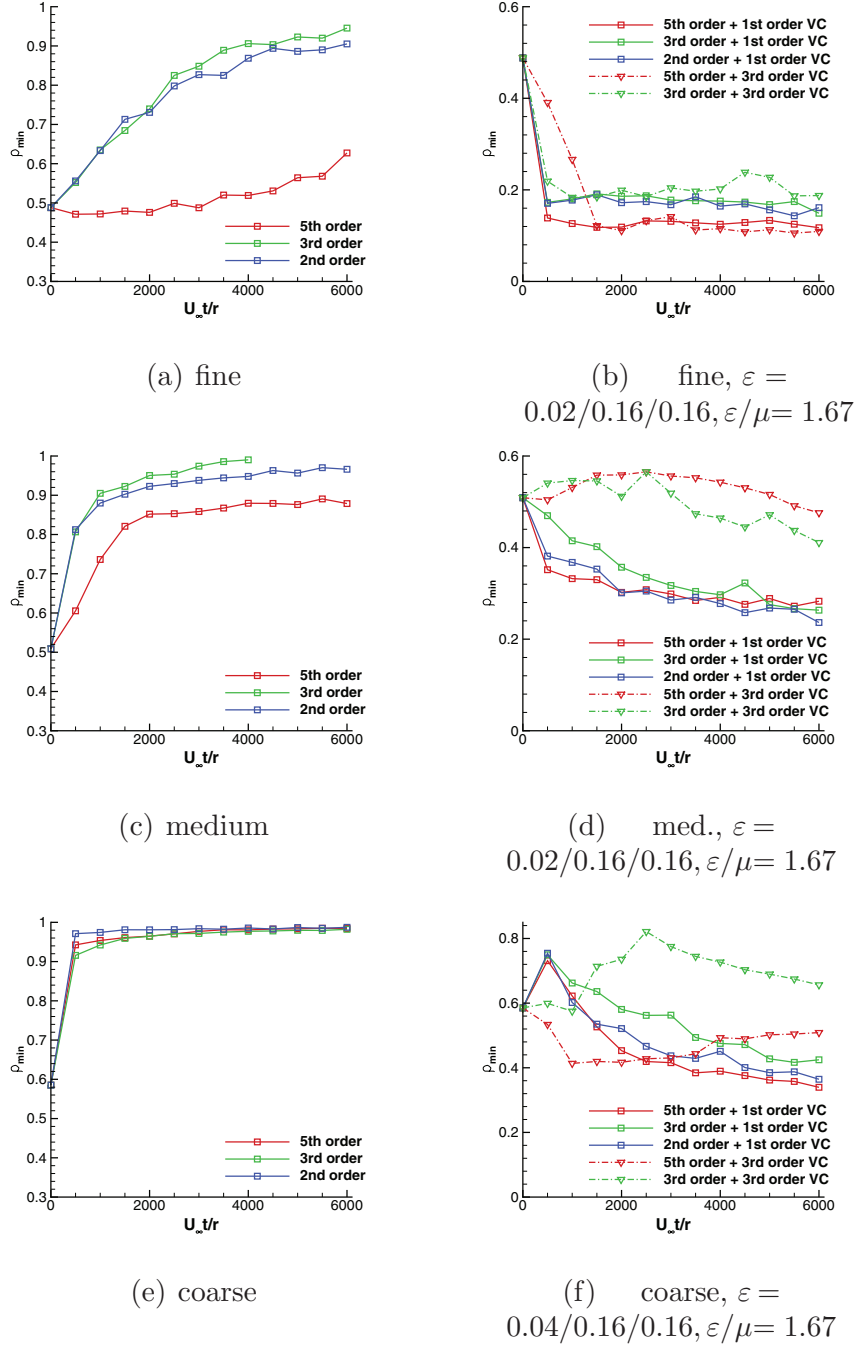 1
0.9
0.8
0.7
0.6
0.5
0.4
0.3
ρmin
0 2000 4000 6000
U∞t/r
5th order
3rd order
2nd order
(a) fine
0.6
0.4
0.2
0
ρmin
0 2000 4000 6000
U∞t/r
5th order + 1st order VC
3rd order + 1st order VC
2nd order + 1st order VC
5th order + 3rd order VC
3rd order + 3rd order VC
(b) fine, ε =
0.02/0.16/0.16, ε/μ= 1.67
1
0.9
0.8
0.7
0.6
0.5
0.4
0.3
ρmin
0 2000 4000 6000
U∞t/r
5th order
3rd order
2nd order
(c) medium
0.6
0.4
0.2
0
ρmin
0 2000 4000 6000
U∞t/r
5th order + 1st order VC
3rd order + 1st order VC
2nd order + 1st order VC
5th order + 3rd order VC
3rd order + 3rd order VC
(d) med., ε =
0.02/0.16/0.16, ε/μ= 1.67
1
0.9
0.8
0.7
0.6
0.5
0.4
0.3
ρmin
0 2000 4000 6000
U∞t/r
5th order
3rd order
2nd order
(e) coarse
0.8
0.6
0.4
0.2
0
ρmin
0 2000 4000 6000
U∞t/r
5th order + 1st order VC
3rd order + 1st order VC
2nd order + 1st order VC
5th order + 3rd order VC
3rd order + 3rd order VC
(f) coarse, ε =
0.04/0.16/0.16, ε/μ= 1.67